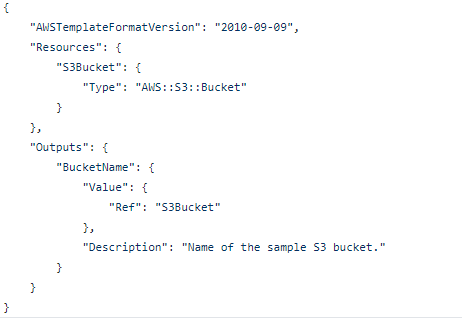 {
    "AWSTemplateFormatVersion": "2010-09-09",
    "Resources": {
        "S3Bucket": {
            "Type": "AWS::S3::Bucket"
        }
    },
    "Outputs": {
        "BucketName": {
            "Value": {
                "Ref": "S3Bucket"
            },
            "Description": "Name of the sample S3 bucket."
        }
    }
}